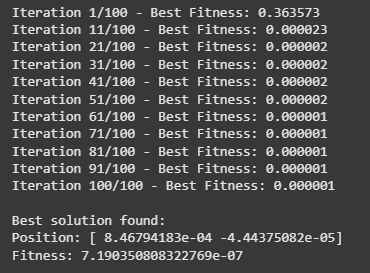 Iteration 1/100 - Best Fitness: 0.363573
Iteration 11/100 - Best Fitness: 0.000023
Iteration 21/100 - Best Fitness: 0.000002
Iteration 31/100 - Best Fitness: 0.000002
Iteration 41/100 - Best Fitness: 0.000002
Iteration 51/100 - Best Fitness: 0.000002
Iteration 61/100 - Best Fitness: 0.000001
Iteration 71/100 - Best Fitness: 0.000001
Iteration 81/100 - Best Fitness: 0.000001
Iteration 91/100 - Best Fitness: 0.000001
Iteration 100/100 - Best Fitness: 0.000001
Best solution found:
Position: [ 8.46794183e-04 -4.44375082e-05]
Fitness: 7.190350808322769e-07